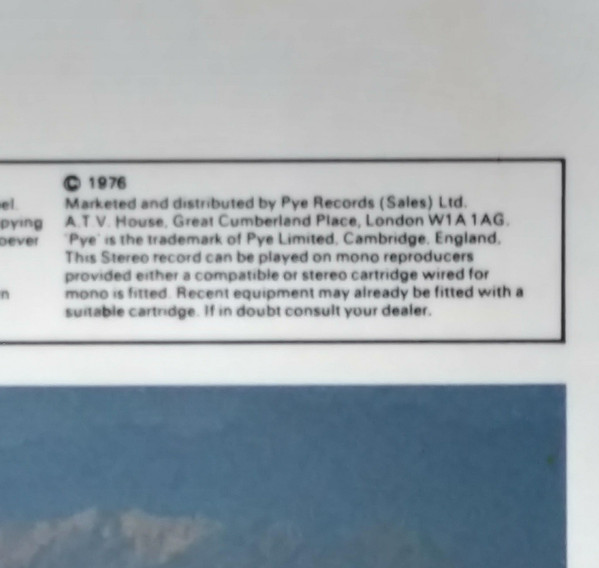 © 1976
el. Marketed and distributed by Pye Records (Sales) Ltd.
pying A.T.V. House, Great Cumberland Place, London W1A 1AG.
oever 'Pye' is the trademark of Pye Limited, Cambridge, England.
This Stereo record can be played on mono reproducers
provided either a compatible or stereo cartridge wired for
n mono is fitted. Recent equipment may already be fitted with a
suitable cartridge. If in doubt consult your dealer.